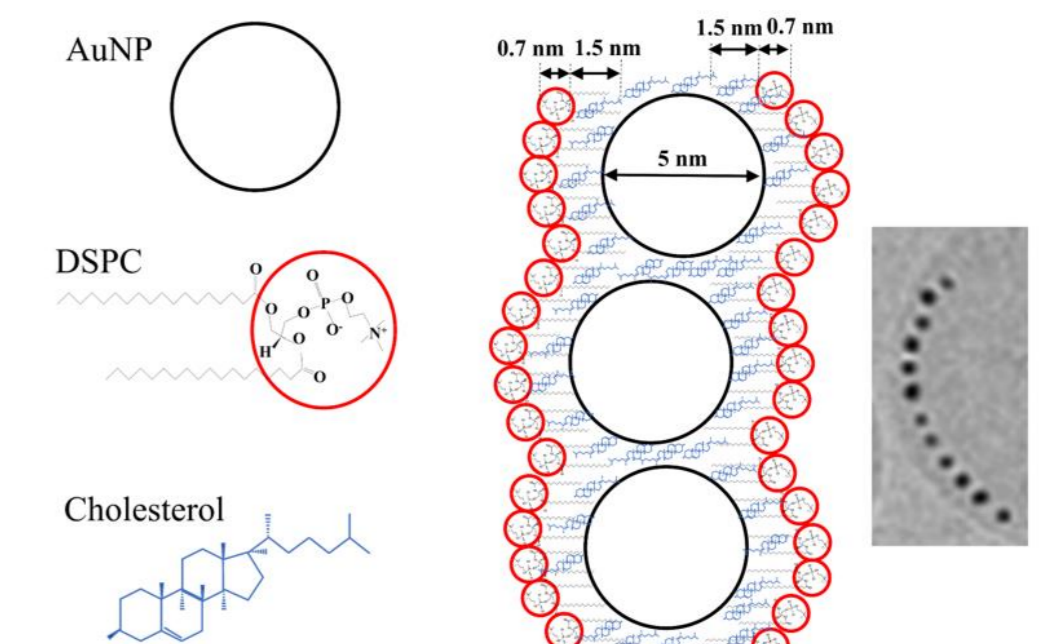 AuNP
1.5 nm 0.7 nm
0.7 nm 1.5 nm
5 nm
DSPC
O
O
O
O
P
O
O-
N+
H
O
O
Cholesterol